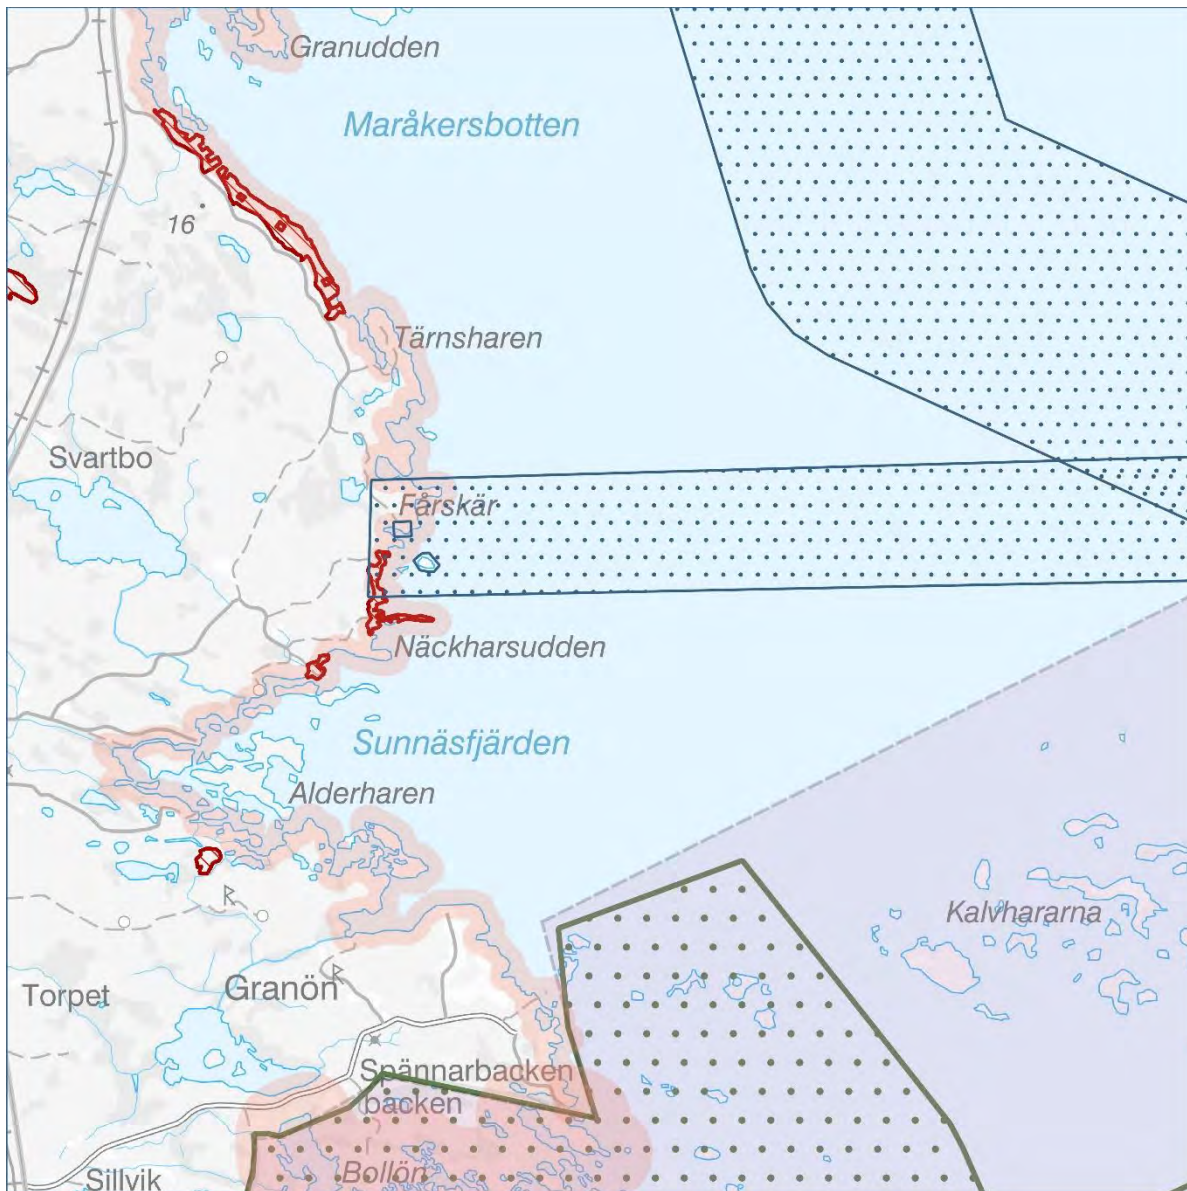 Granudden
Maråkersbotten
16
Tärnsharen
Svartbo
Fårskär
Näckharsudden
Sunnäsfjärden
Alderharen
Kalvhararna
Torpet
Granön
Spännarbacken
backen
Bollön
Sillvik